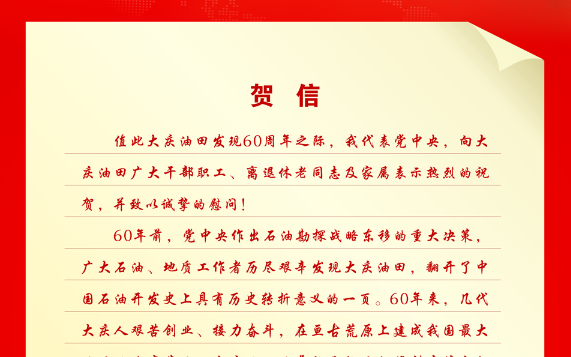 贺 信
值此大庆油田发现60周年之际，我代表党中央，向大
庆油田广大干部职工、离退休老同志及家属表示热烈的祝
贺，并致以诚挚的慰问！
60年前，党中央作出石油勘探战略东移的重大决策，
广大石油、地质工作者历尽艰辛发现大庆油田，翻开了中
国石油开发史上具有历史转折意义的一页。60年来，几代
大庆人艰苦创业、接力奋斗，在亘古荒原上建成我国最大